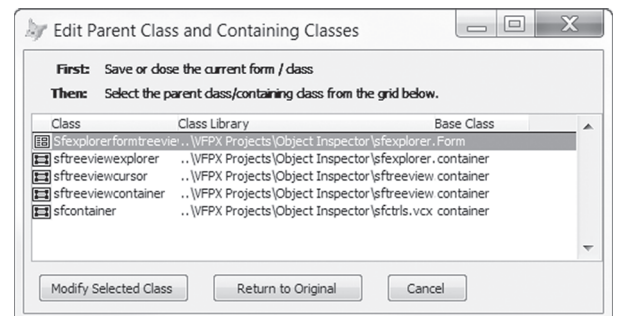 Edit Parent Class and Containing Classes
First: Save or close the current form / class
Then: Select the parent class/containing class from the grid below.
Class Class Library Base Class
Sfexplorerformtreeview ..\VFPX Projects\Object Inspector\sfexplorer. Form
sftreeviewexplorer ..\VFPX Projects\Object Inspector\sfexplorer. container
sftreeviewcursor ..\VFPX Projects\Object Inspector\sftreeview container
sftreeviewcontainer ..\VFPX Projects\Object Inspector\sftreeview container
sfcontainer ..\VFPX Projects\Object Inspector\sfctrls.vcx container
Modify Selected Class Return to Original Cancel